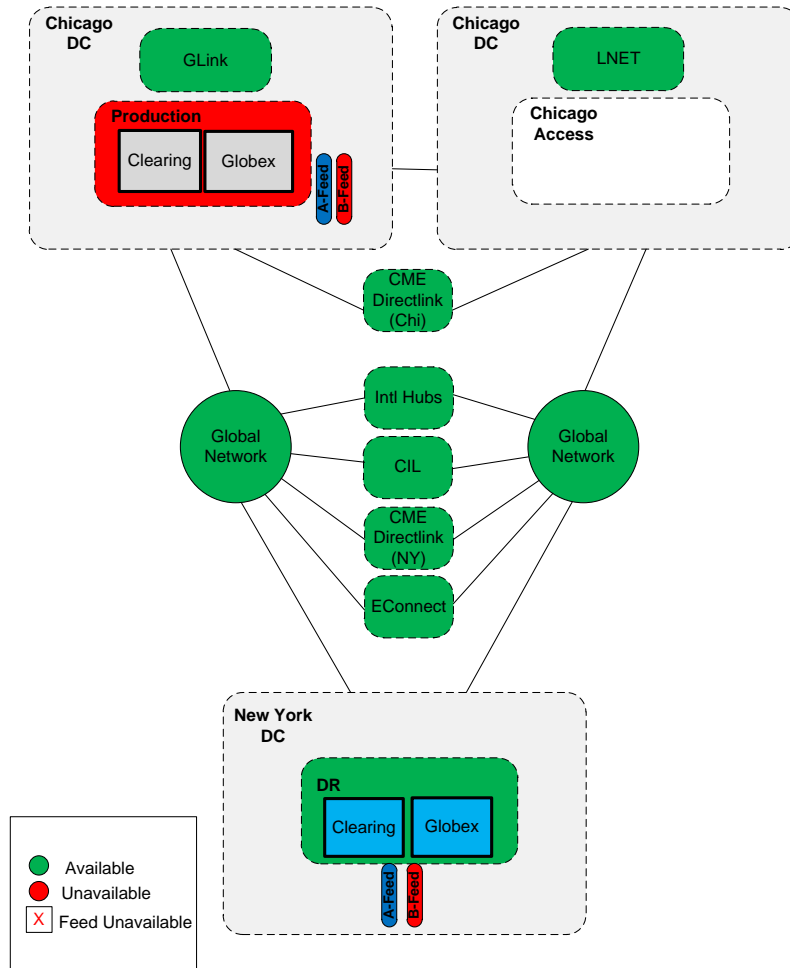 Chicago
DC
GLink
Production
Clearing
Globex
A-Feed
B-Feed
Chicago
DC
LNET
Chicago
Access
CME
Directlink
(Chi)
Intl Hubs
Global
Network
CIL
Global
Network
CME
Directlink
(NY)
EConnect
New York
DC
DR
Clearing
Globex
A-Feed
B-Feed
Available
Unavailable
X
Feed Unavailable